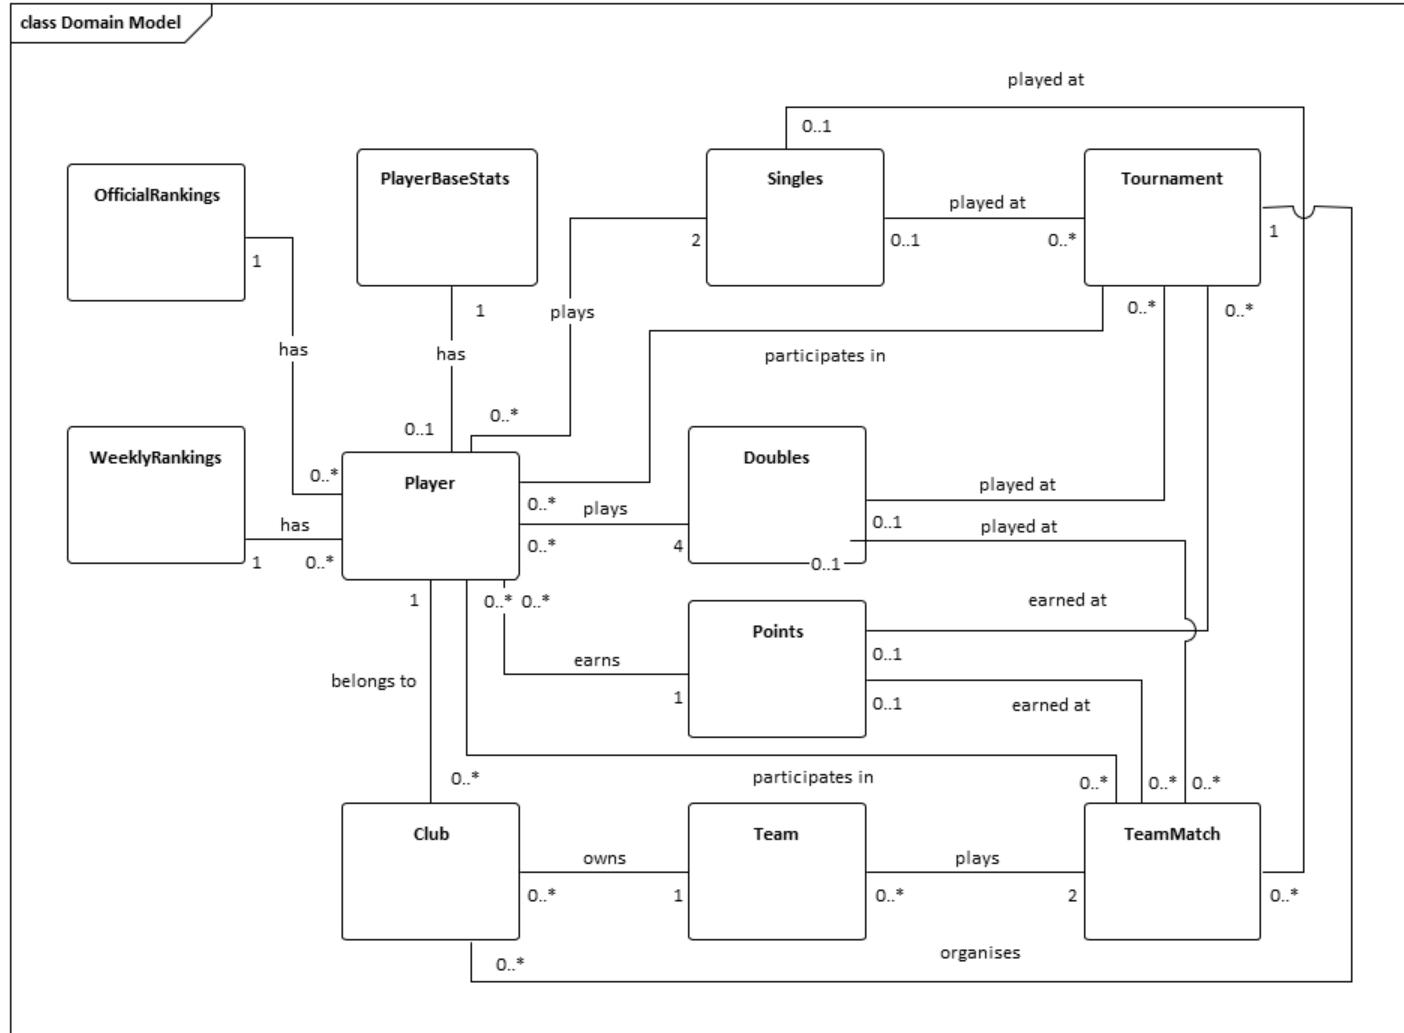 class Domain Model
played at
0..1
OfficialRankings
PlayerBaseStats
Singles
Tournament
played at
1
2
0..1
0..*
1
1
plays
0..*
0..*
has
has
participates in
0..1
0..*
WeeklyRankings
Doubles
0..*
Player
played at
has
0..*
plays
0..1
played at
1
0..*
0..*
4
0..1
1
0..*
0..*
Points
earned at
0..1
earns
belongs to
1
0..1
earned at
0..*
participates in
0..*
0..*
0..*
Club
Team
TeamMatch
owns
plays
0..*
1
0..*
2
0..*
0..*
organises